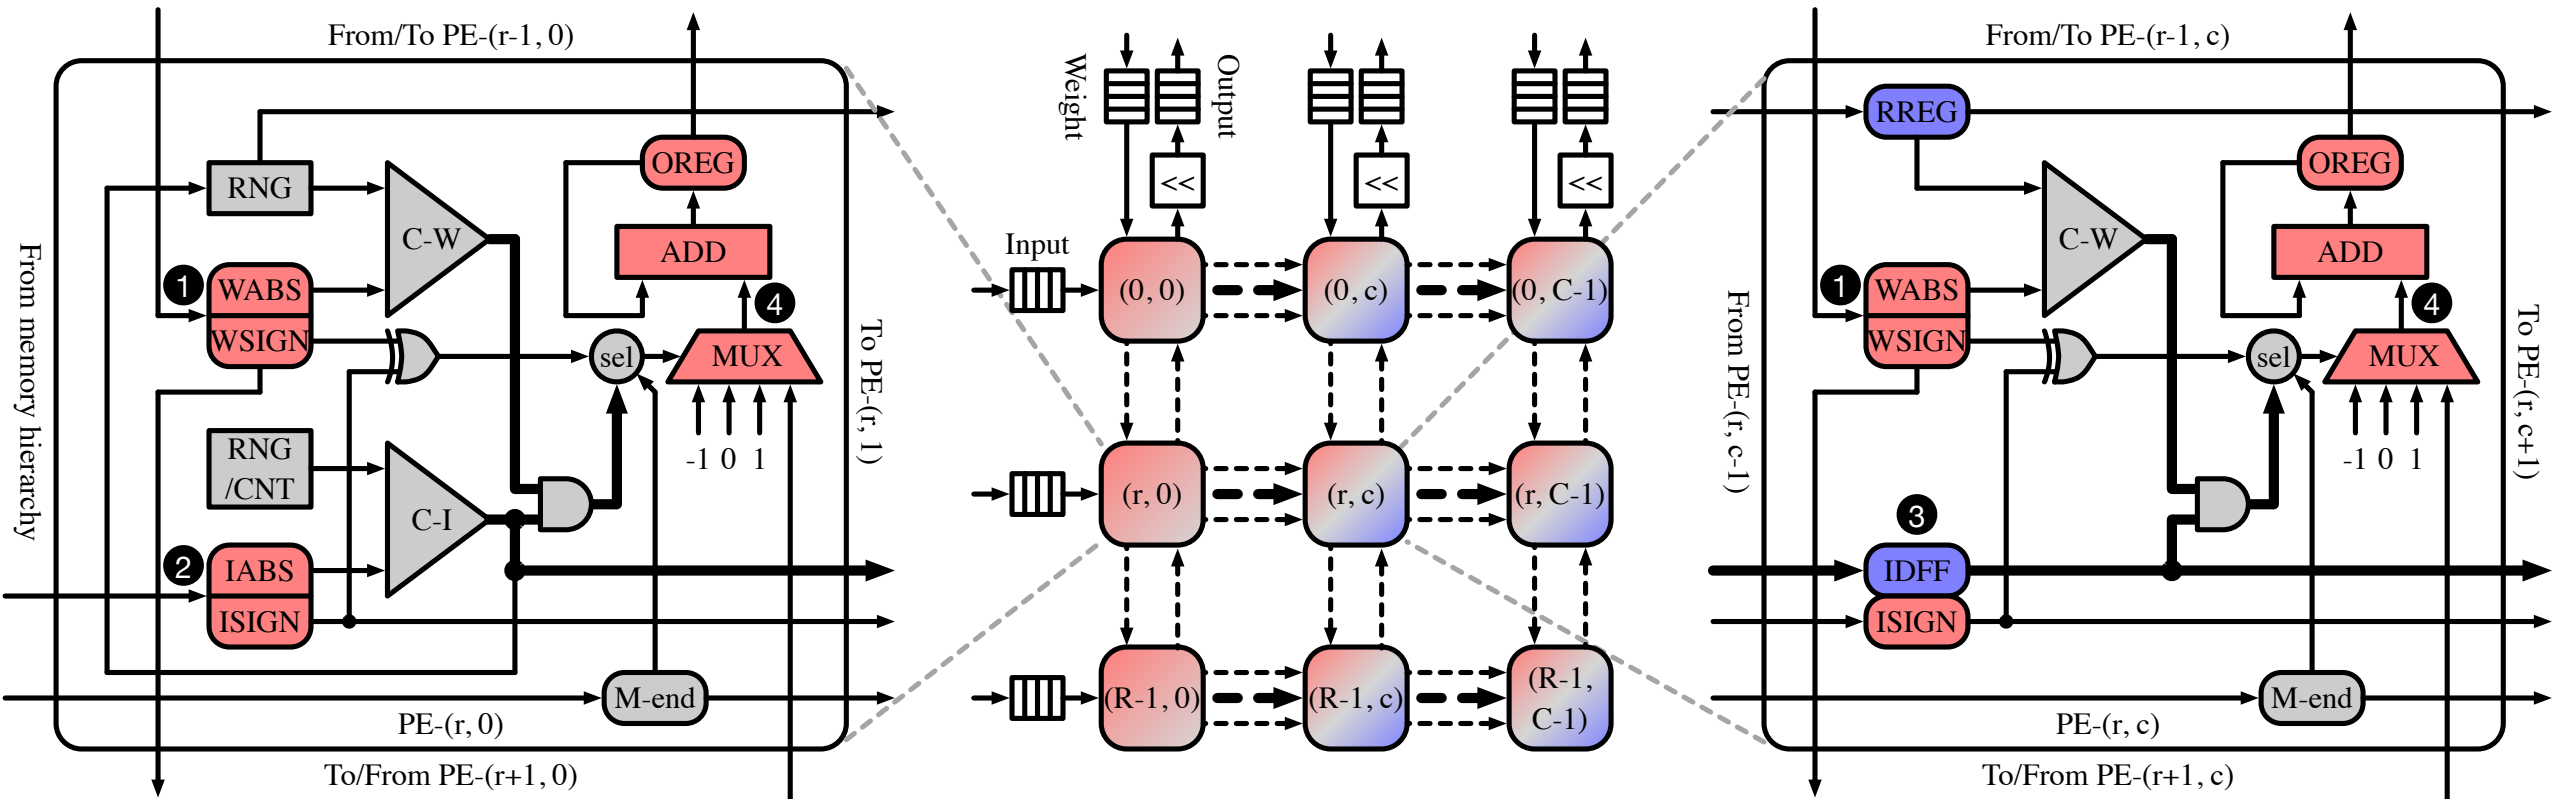 From/To PE-(r-1, 0)
From memory hierarchy
RNG
C-W
OREG
ADD
1
WABS
WSIGN
4
sel
MUX
-1 0 1
RNG
/CNT
C-I
2
IABS
ISIGN
M-end
PE-(r, 0)
To PE-(r, 1)
To/From PE-(r+1, 0)
Weight
Output
<<
<<
<<
Input
(0, 0)
(0, c)
(0, C-1)
(r, 0)
(r, c)
(r, C-1)
(R-1, 0)
(R-1, c)
(R-1,
C-1)
From/To PE-(r-1, c)
From PE-(r, c-1)
RREG
C-W
OREG
ADD
1
WABS
WSIGN
4
sel
MUX
-1 0 1
3
IDFF
ISIGN
M-end
PE-(r, c)
To PE-(r, c+1)
To/From PE-(r+1, c)